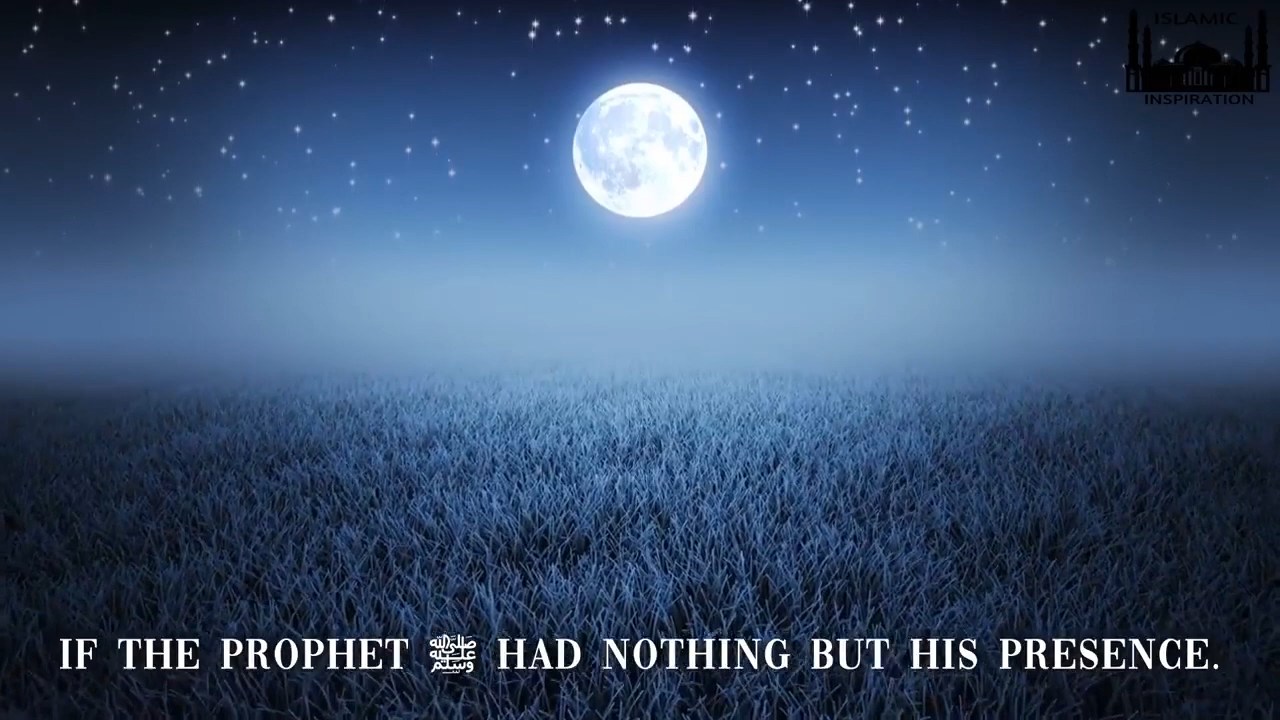 ISLAMIC
INSPIRATION
IF THE PROPHET ﷺ HAD NOTHING BUT HIS PRESENCE.